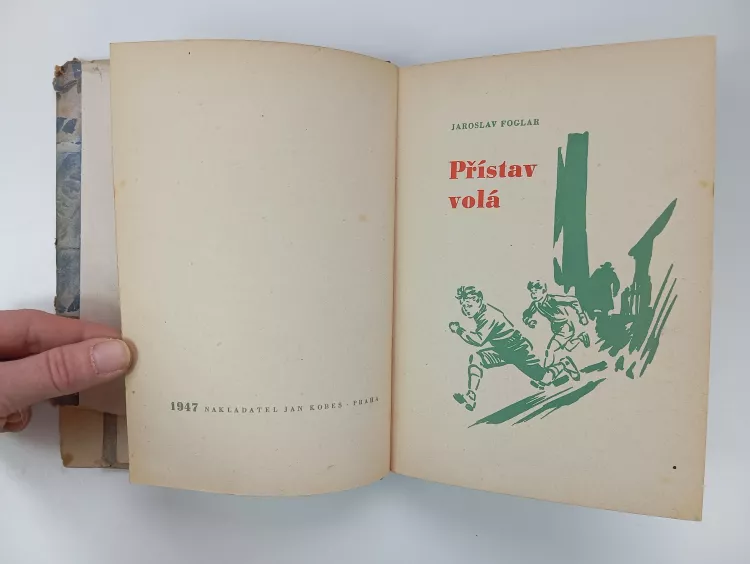 1947 NAKLADATEL JAN KOBES - PRAHA
JAROSLAV FOGLAR
Přístav
volá